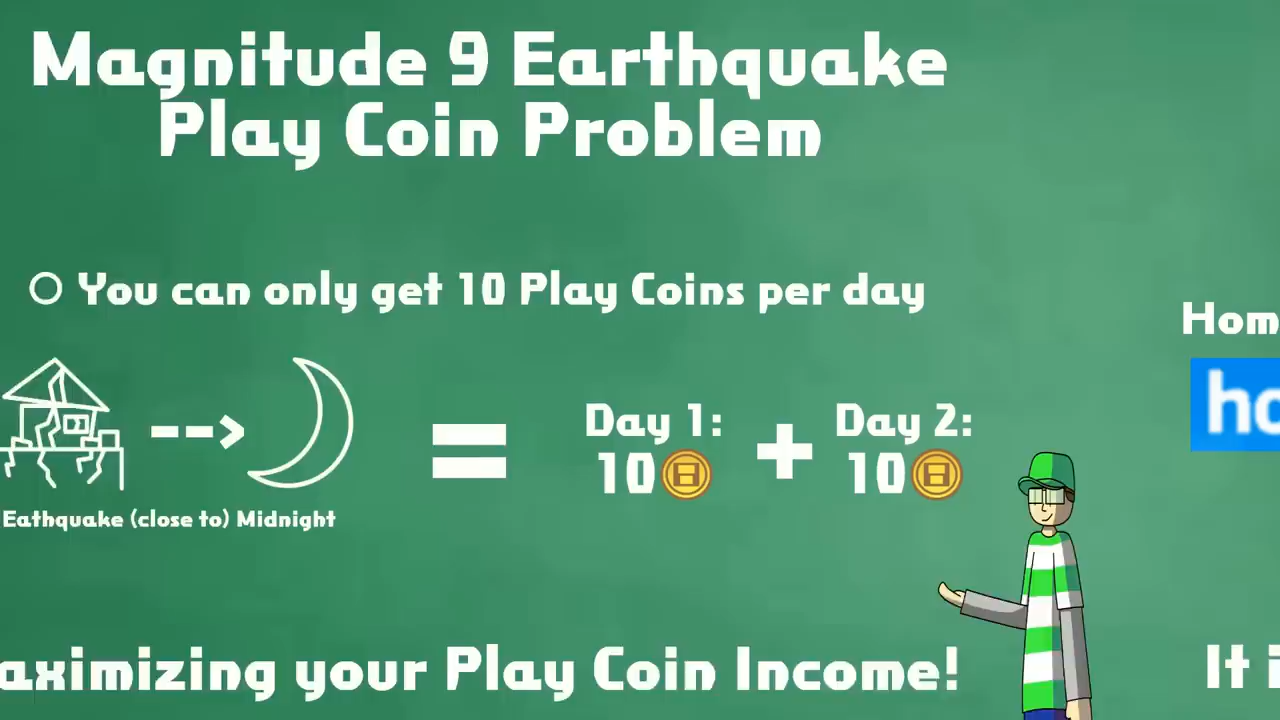 Magnitude 9 Earthquake
Play Coin Problem
You can only get 10 Play Coins per day
Hom
ho
-->
=
Day 1:
10
+
Day 2:
10
Eathquake (close to) Midnight
aximizing your Play Coin Income!
It i